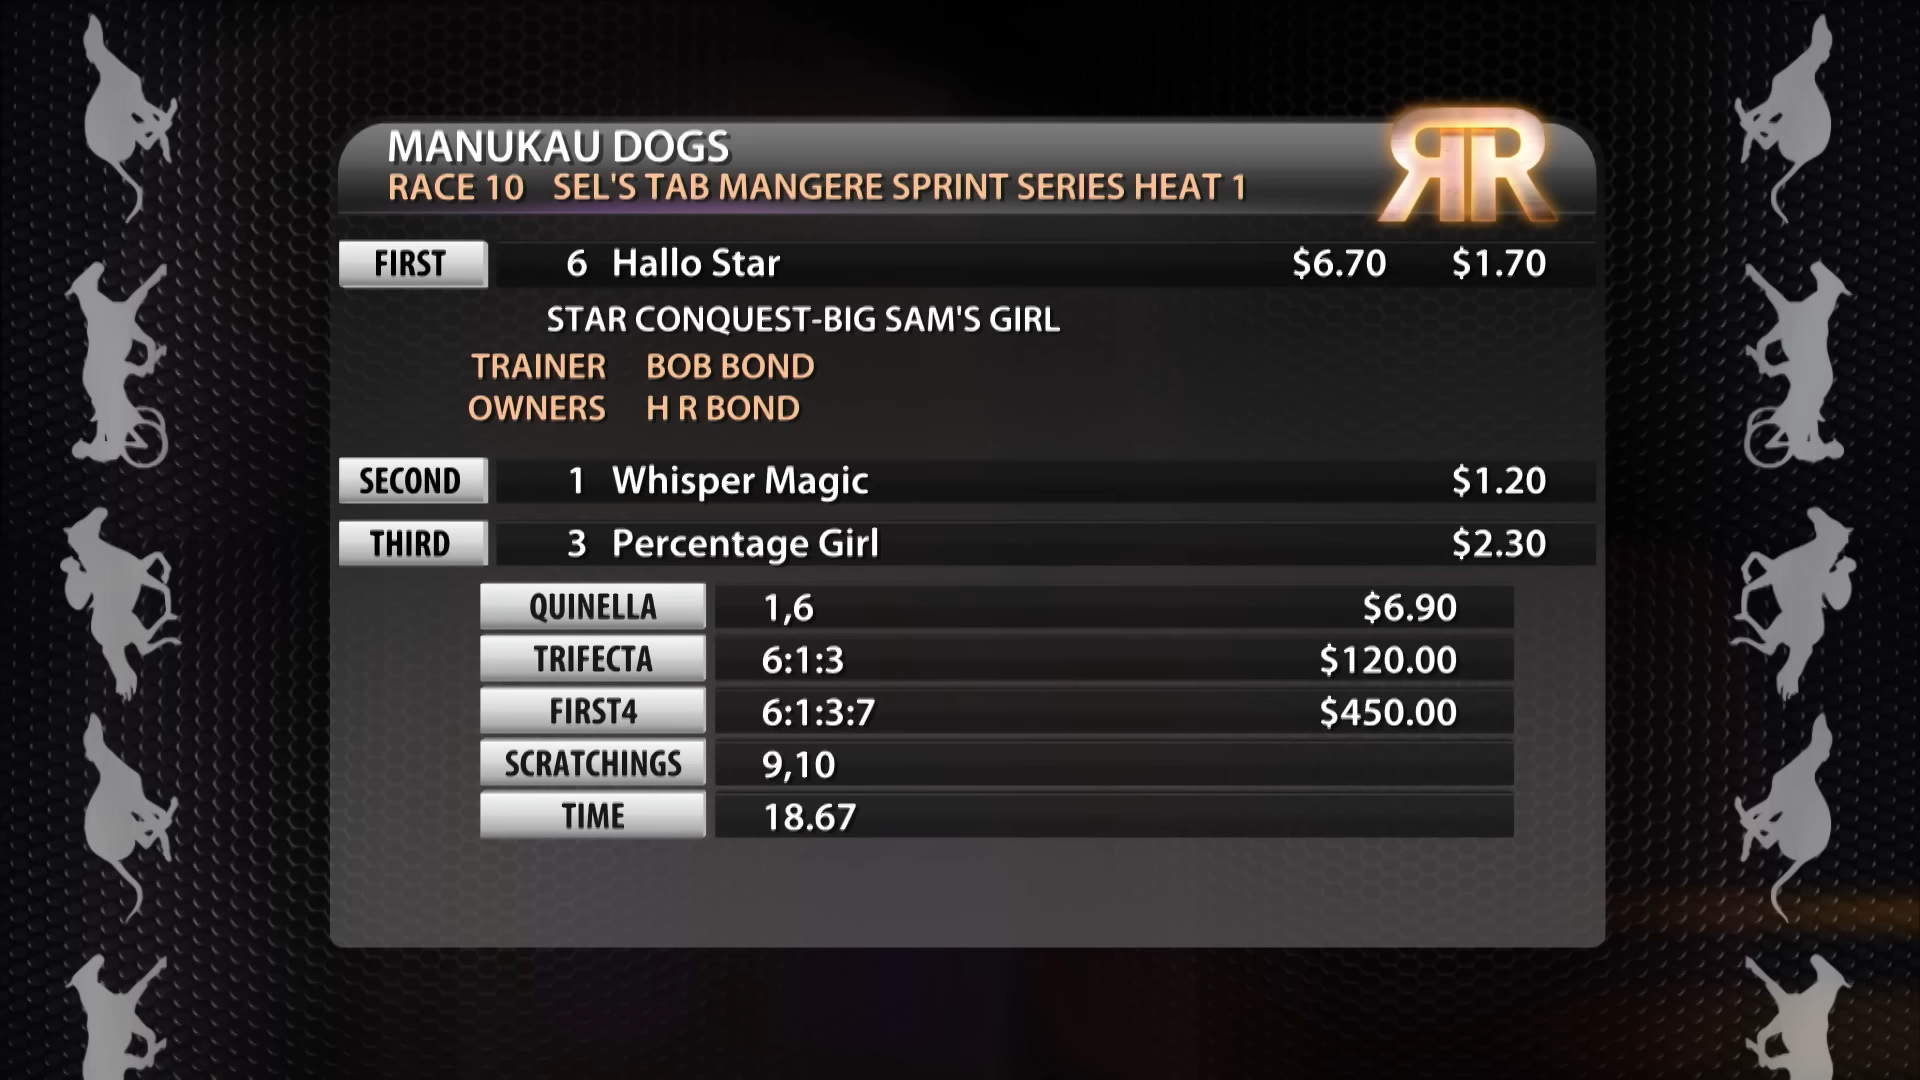 MANUKAU DOGS
RACE 10 SEL'S TAB MANGERE SPRINT SERIES HEAT 1
RR
FIRST 6 Hallo Star $6.70 $1.70
STAR CONQUEST-BIG SAM'S GIRL
TRAINER BOB BOND
OWNERS H R BOND
SECOND 1 Whisper Magic $1.20
THIRD 3 Percentage Girl $2.30
QUINELLA 1,6 $6.90
TRIFECTA 6:1:3 $120.00
FIRST4 6:1:3:7 $450.00
SCRATCHINGS 9,10
TIME 18.67